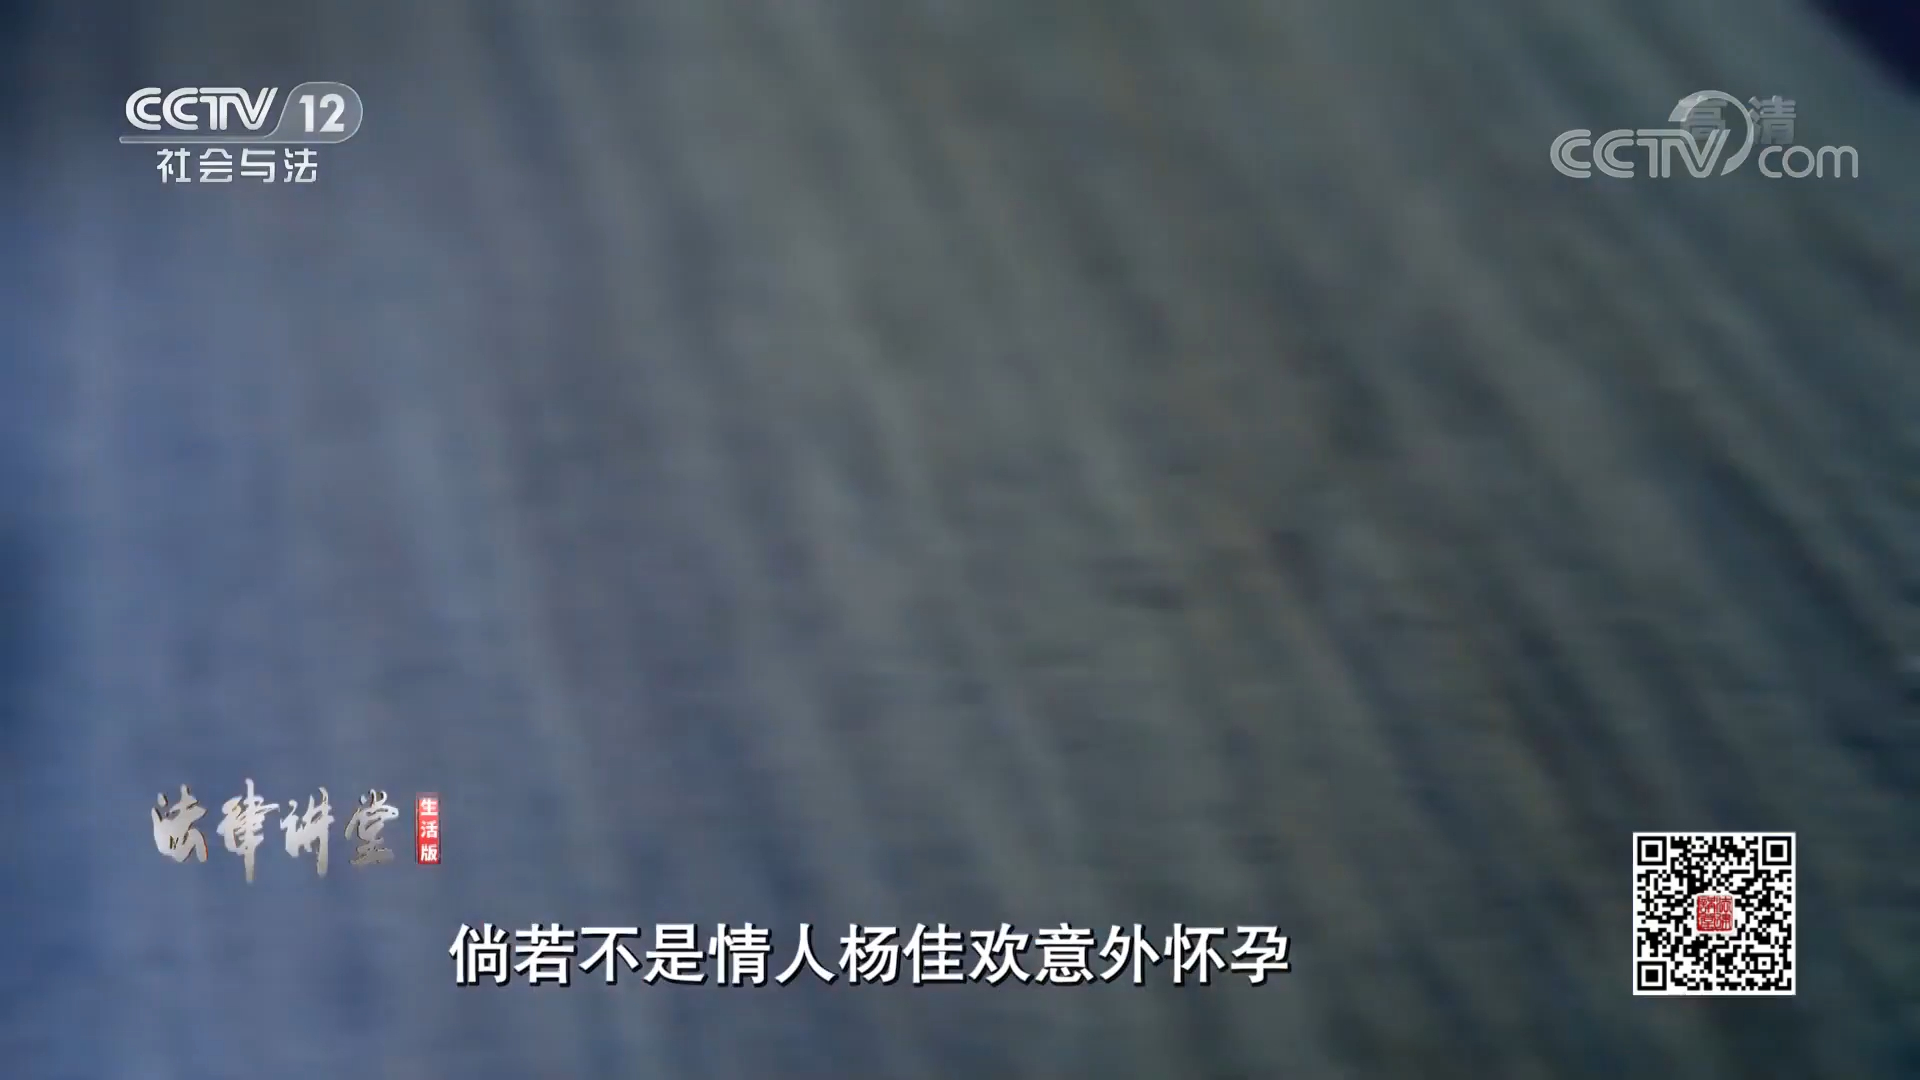 CCTV 12
社会与法
高清
CCTV com
法律讲堂
生活版
倘若不是情人杨佳欢意外怀孕